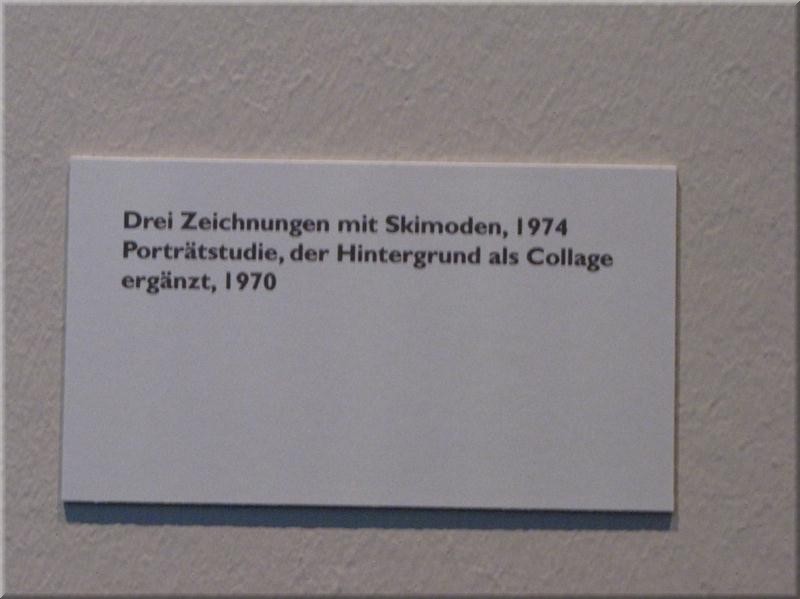 Drei Zeichnungen mit Skimoden, 1974
Porträtstudie, der Hintergrund als Collage
ergänzt, 1970